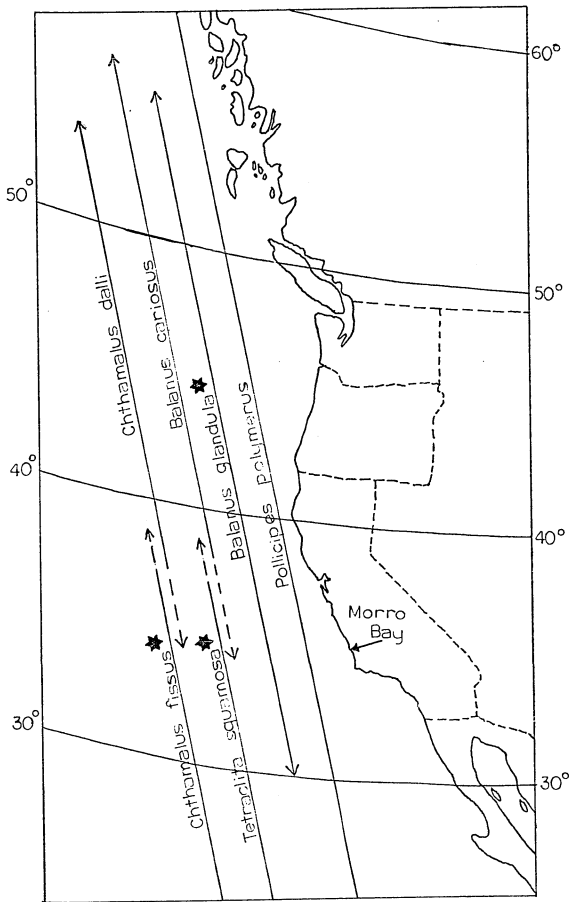 60°
50°
50°
Chthamalus dalli
Balanus cariosus
Balanus glandula
Pollicipes polymerus
40°
40°
Morro
Bay
Chthamalus fissus
Tetraclita squamosa
30°
30°